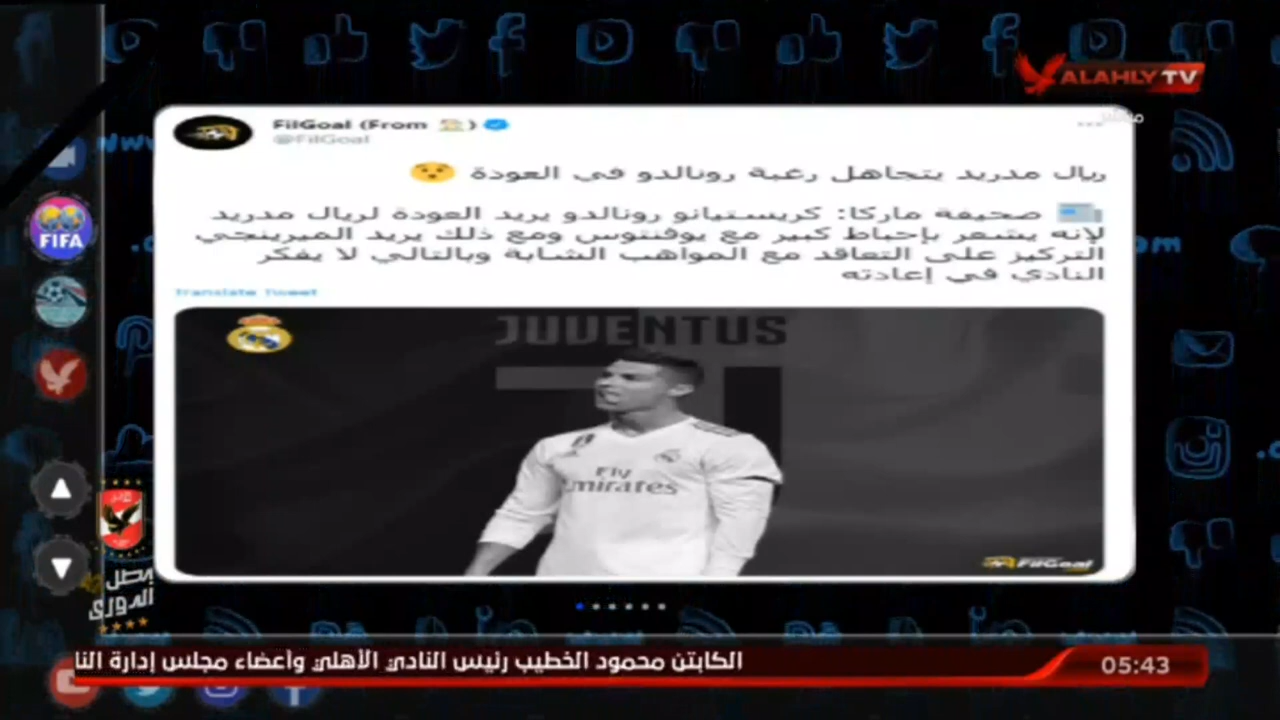 ALAHLY TV
FilGoal (From 🏠)
@FilGoal
ريال مدريد يتجاهل رغبة رونالدو في العودة 😯
صحيفة ماركا: كريستيانو رونالدو يريد العودة لريال مدريد
لإنه يشعر بإحباط كبير مع يوفنتوس ومع ذلك يريد الميرينجي
التركيز على التعاقد مع المواهب الشابة وبالتالي لا يفكر
النادي في إعادته
Translate Tweet
JUVENTUS
Fly
Emirates
FilGoal
FIFA
بطل
الدوري
الكابتن محمود الخطيب رئيس النادي الأهلي وأعضاء مجلس إدارة النا
05:43